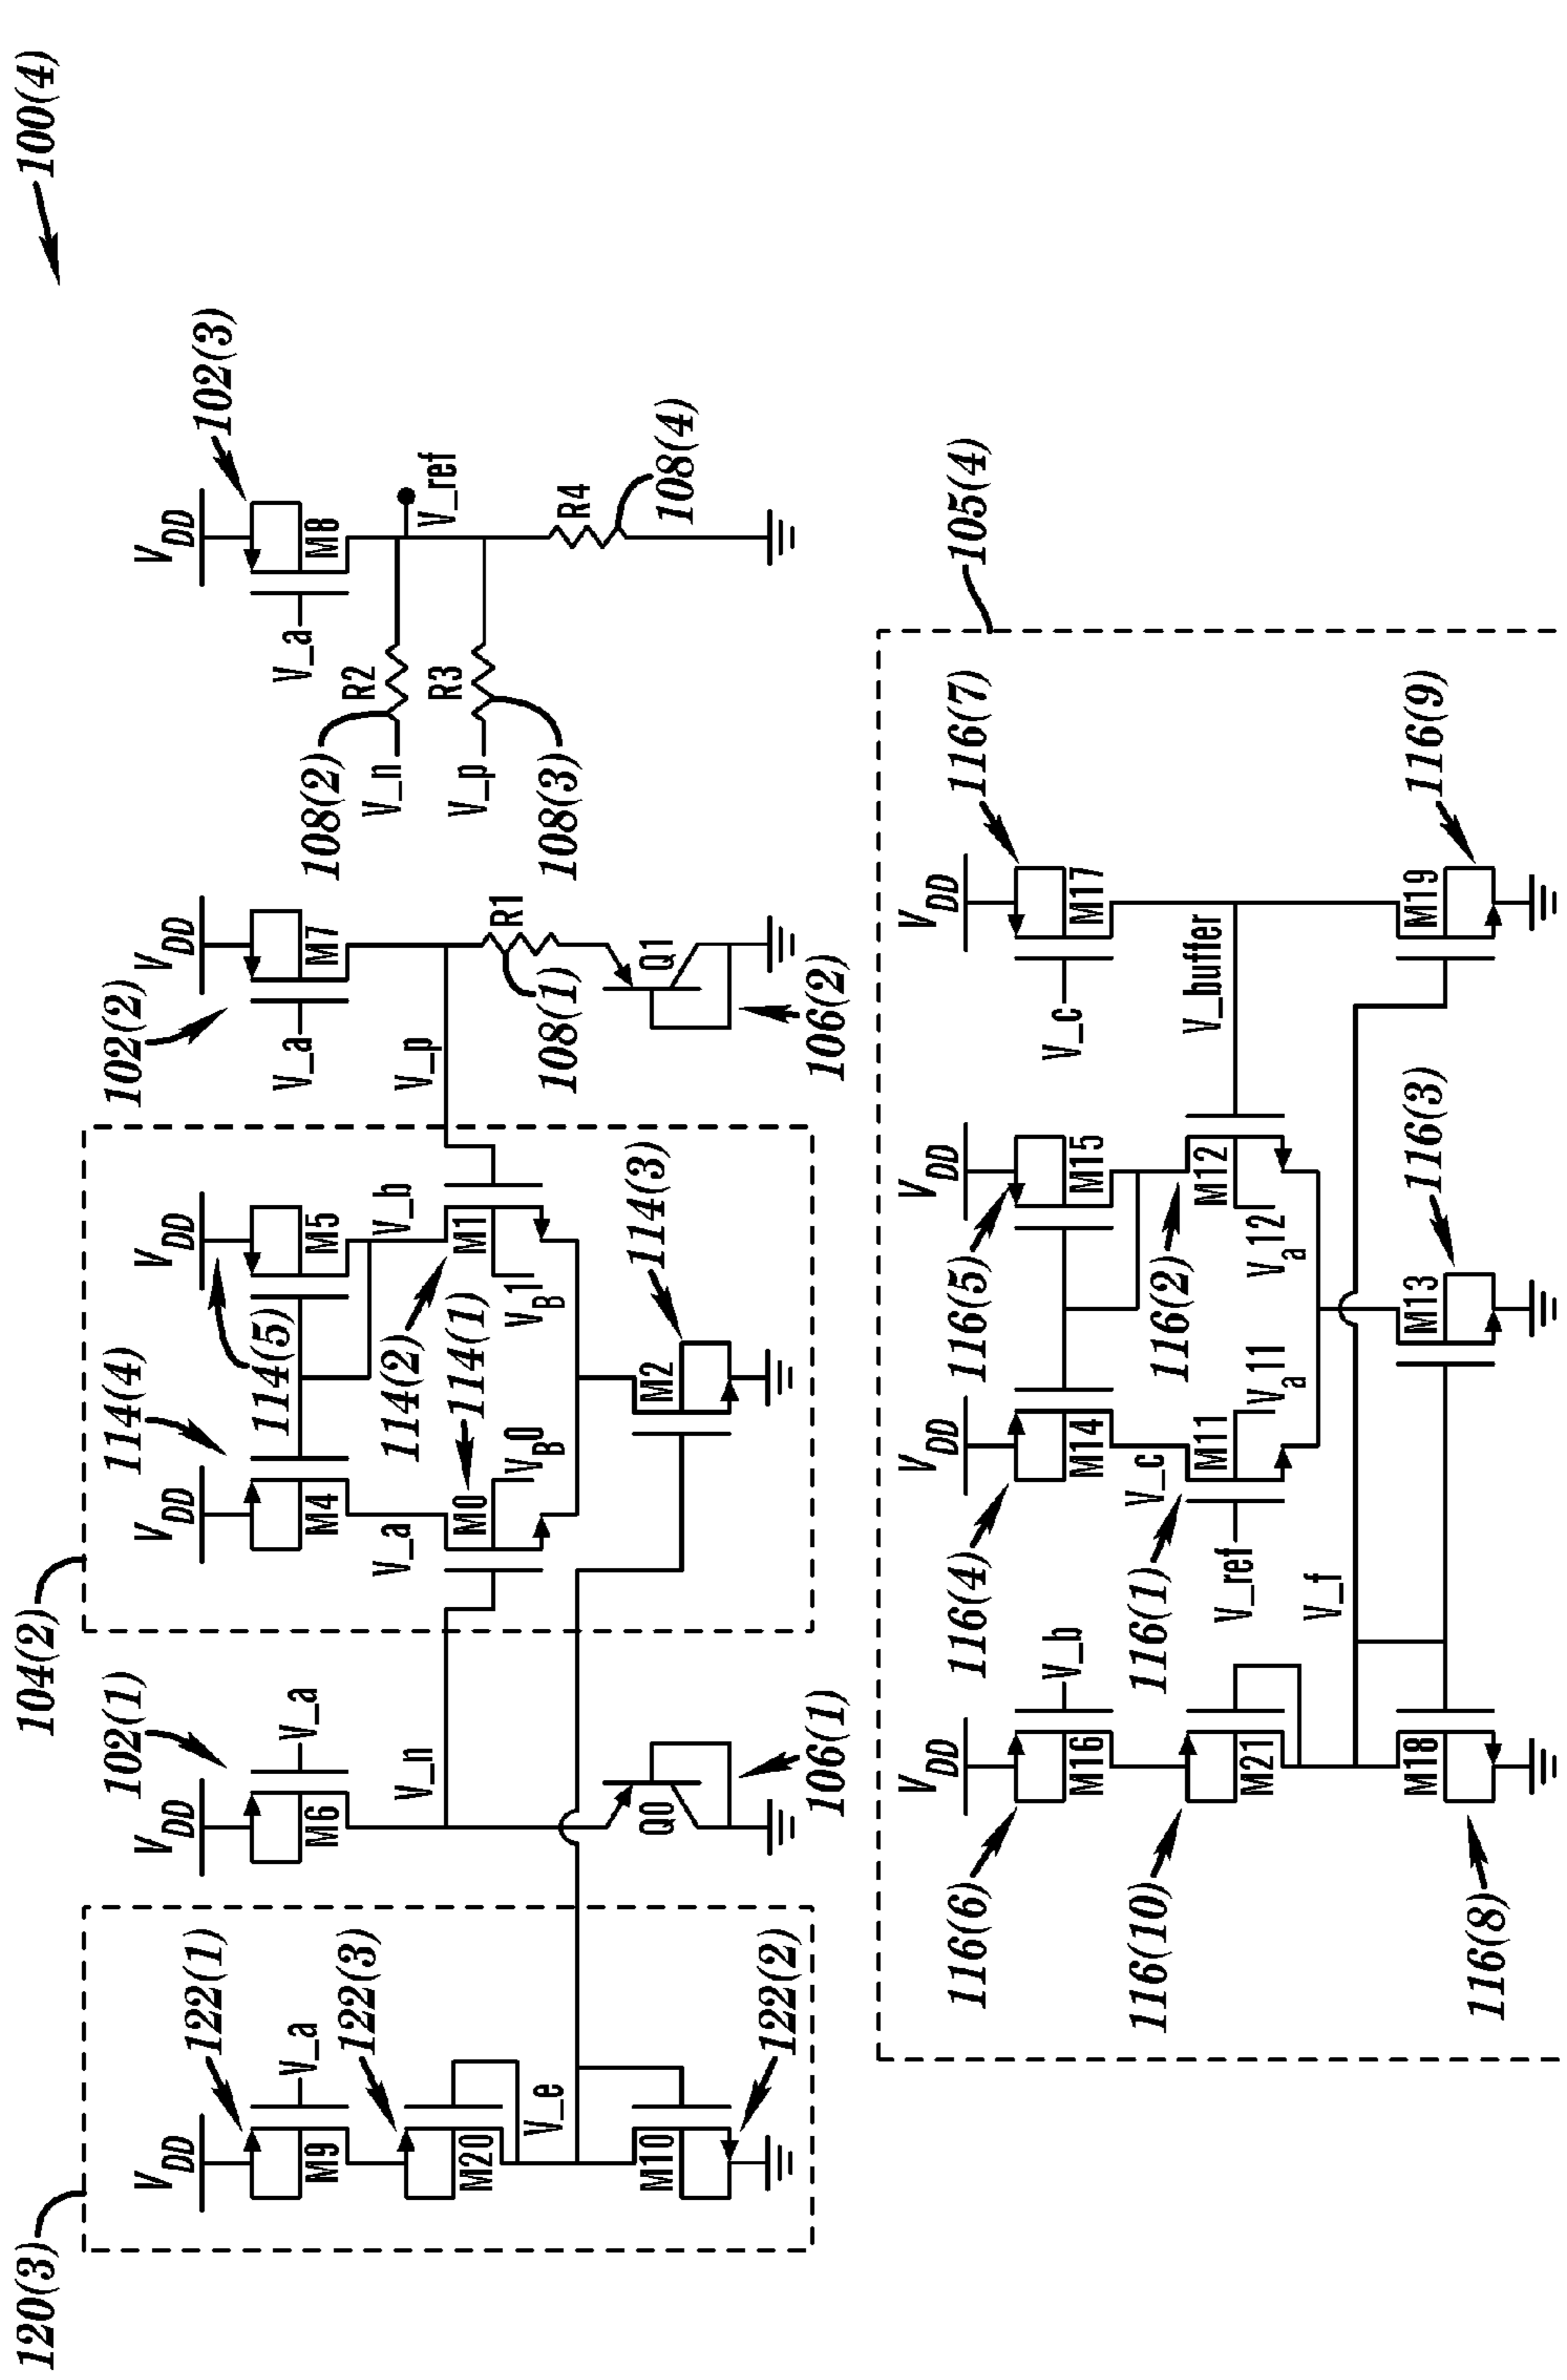 100(4)
120(3)
104(2)
102(1)
102(2)
102(3)
122(1)
122(3)
122(2)
114(4)
114(5)
114(2)
114(1)
114(3)
106(1)
106(2)
108(1)
108(2)
108(3)
108(4)
V_DD
V_DD
V_DD
V_DD
V_DD
V_DD
M9
M6
M4
M5
M7
M8
V_a
V_a
V_a
V_a
V_a
V_b
V_n
V_p
V_n
V_p
V_ref
M20
M0
M1
V_B0
V_B1
R1
R2
R3
R4
V_e
M10
Q0
M2
Q1
105(4)
116(6)
116(4)
116(5)
116(7)
116(10)
116(1)
116(2)
116(8)
116(3)
116(9)
V_DD
V_DD
V_DD
V_DD
M16
M14
M15
M17
V_b
V_c
V_c
M21
M11
M12
V_ref
V_a11
V_a12
V_buffer
V_f
M18
M13
M19